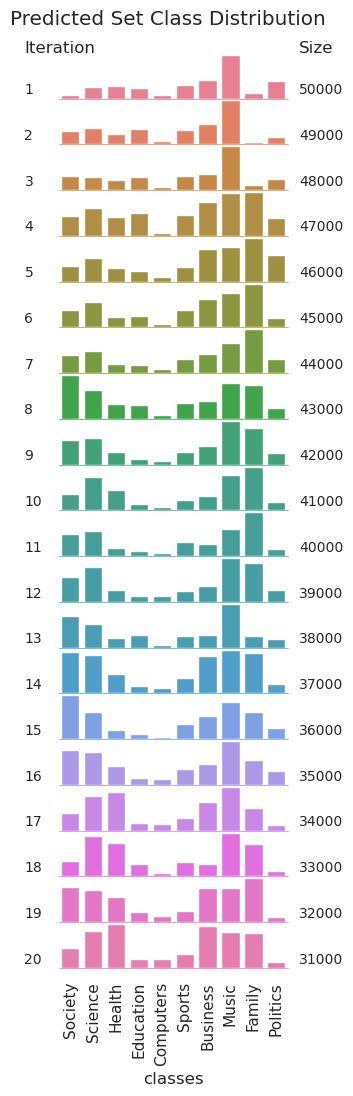 Predicted Set Class Distribution
Iteration Size
1 50000
2 49000
3 48000
4 47000
5 46000
6 45000
7 44000
8 43000
9 42000
10 41000
11 40000
12 39000
13 38000
14 37000
15 36000
16 35000
17 34000
18 33000
19 32000
20 31000
Society
Science
Health
Education
Computers
Sports
Business
Music
Family
Politics
classes